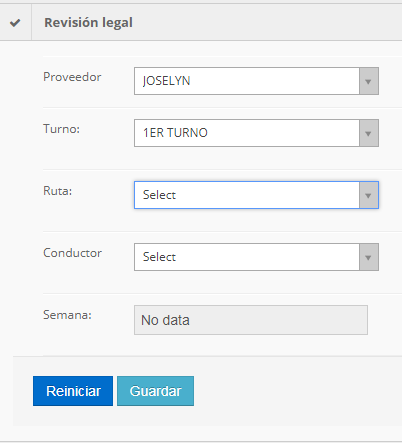 Revisión legal
Proveedor JOSELYN
Turno: 1ER TURNO
Ruta: Select
Conductor Select
Semana: No data
Reiniciar Guardar